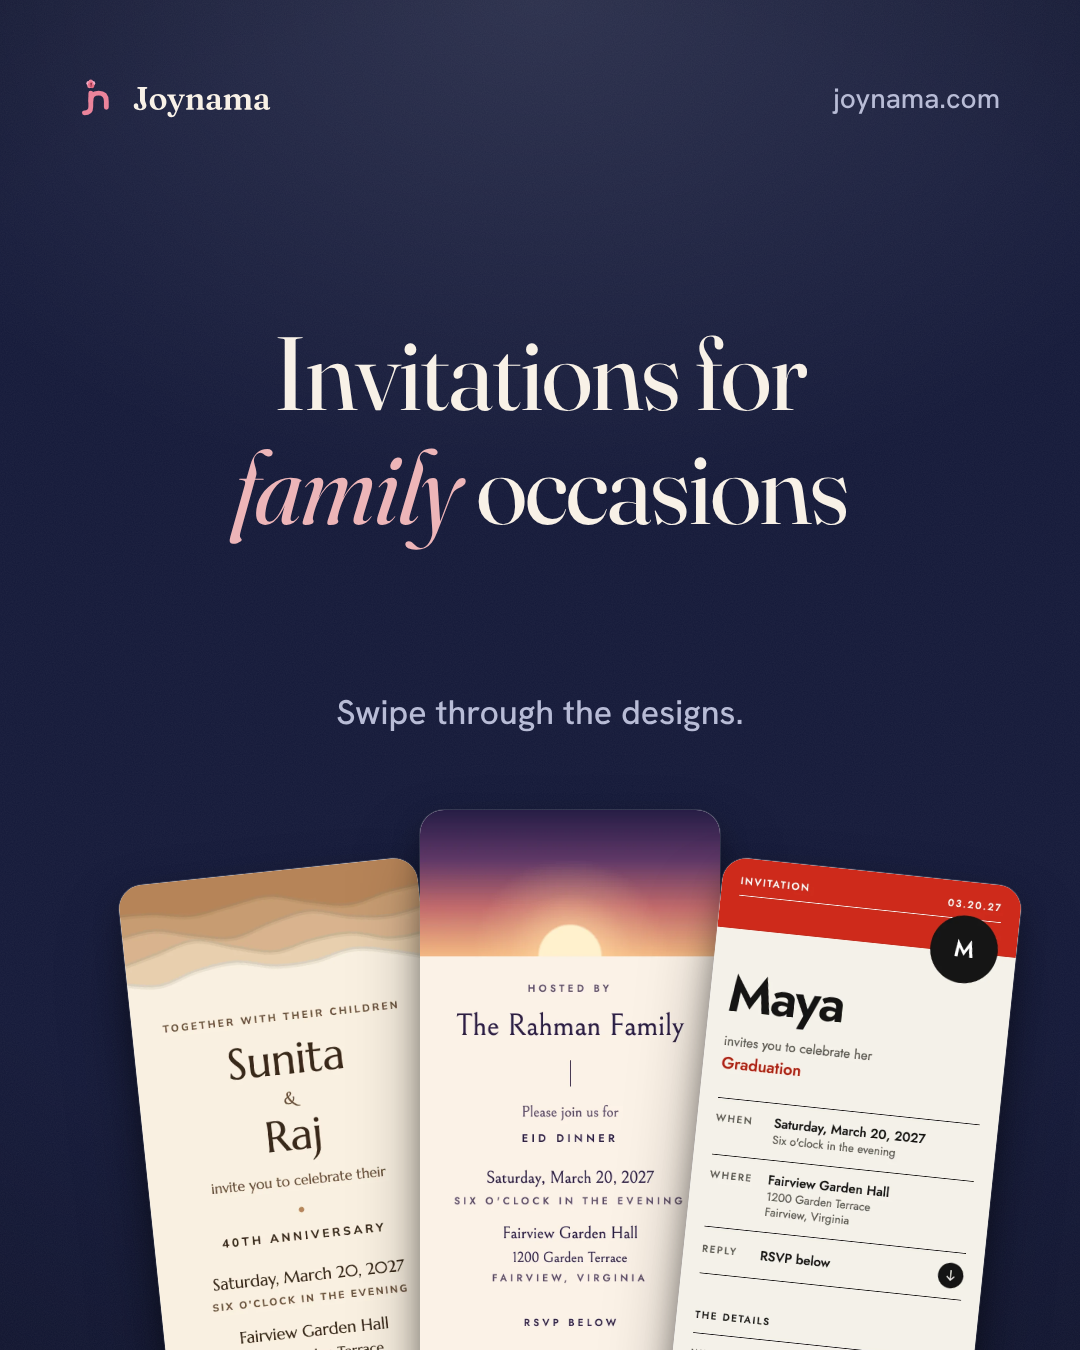 Joynama
joynama.com
Invitations for
family occasions
Swipe through the designs.
TOGETHER WITH THEIR CHILDREN
Sunita
&
Raj
invite you to celebrate their
40TH ANNIVERSARY
Saturday, March 20, 2027
SIX O'CLOCK IN THE EVENING
Fairview Garden Hall
Terrace
HOSTED BY
The Rahman Family
Please join us for
EID DINNER
Saturday, March 20, 2027
SIX O'CLOCK IN THE EVENING
Fairview Garden Hall
1200 Garden Terrace
FAIRVIEW, VIRGINIA
RSVP BELOW
INVITATION
03.20.27
M
Maya
invites you to celebrate her
Graduation
WHEN
Saturday, March 20, 2027
Six o'clock in the evening
WHERE
Fairview Garden Hall
1200 Garden Terrace
Fairview, Virginia
REPLY
RSVP below
THE DETAILS